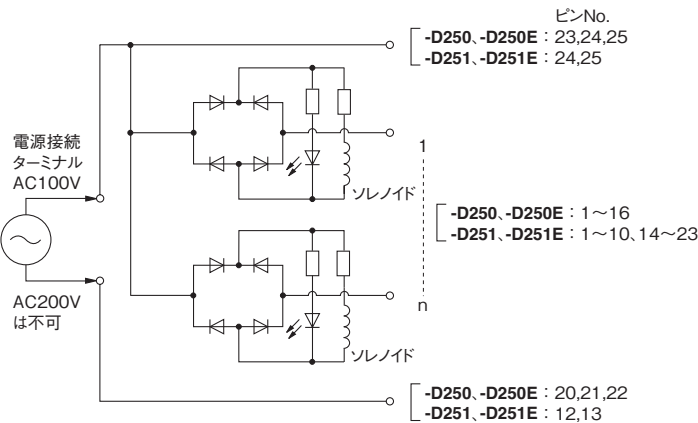 ピンNo.
-D250、-D250E：23,24,25
-D251、-D251E：24,25
電源接続
ターミナル
AC100V
1
ソレノイド
-D250、-D250E：1～16
-D251、-D251E：1～10、14～23
AC200V
は不可
n
ソレノイド
-D250、-D250E：20,21,22
-D251、-D251E：12,13